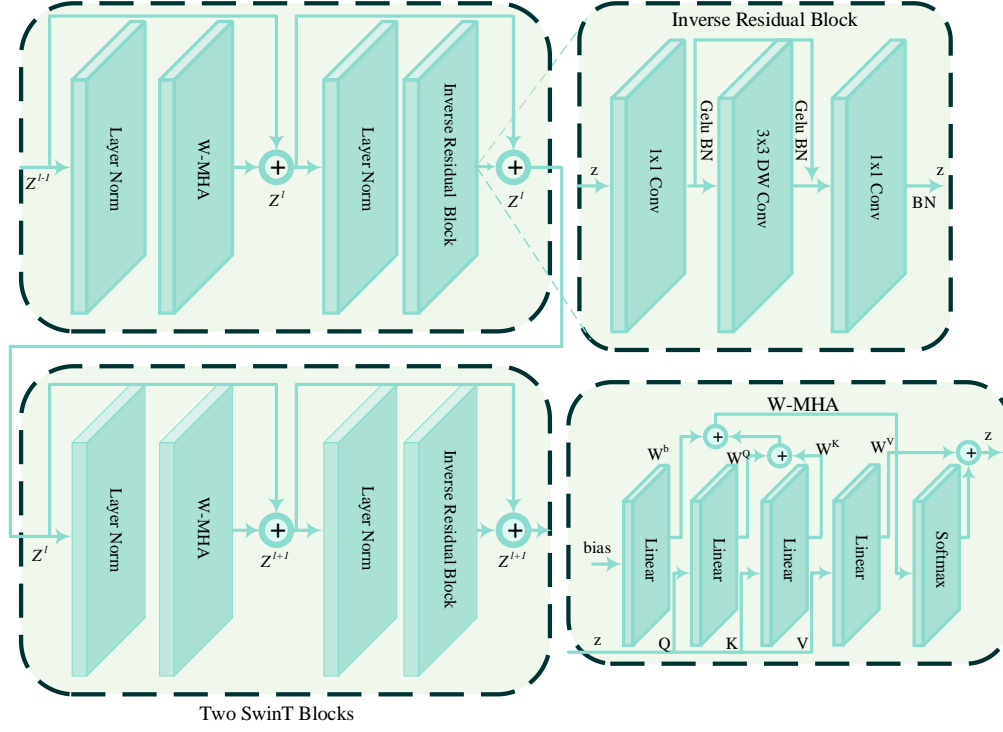 Z^{l-1}
Layer Norm
W-MHA
+
Z^l
Layer Norm
Inverse Residual Block
+
Z^l
Inverse Residual Block
z
1x1 Conv
Gelu BN
3x3 DW Conv
Gelu BN
1x1 Conv
z
BN
Z^l
Layer Norm
W-MHA
+
Z^{l+1}
Layer Norm
Inverse Residual Block
+
Z^{l+1}
Two SwinT Blocks
W-MHA
W^b
+
W^Q
+
W^K
W^V
+
z
bias
Linear
Linear
Linear
Linear
Softmax
z
Q
K
V